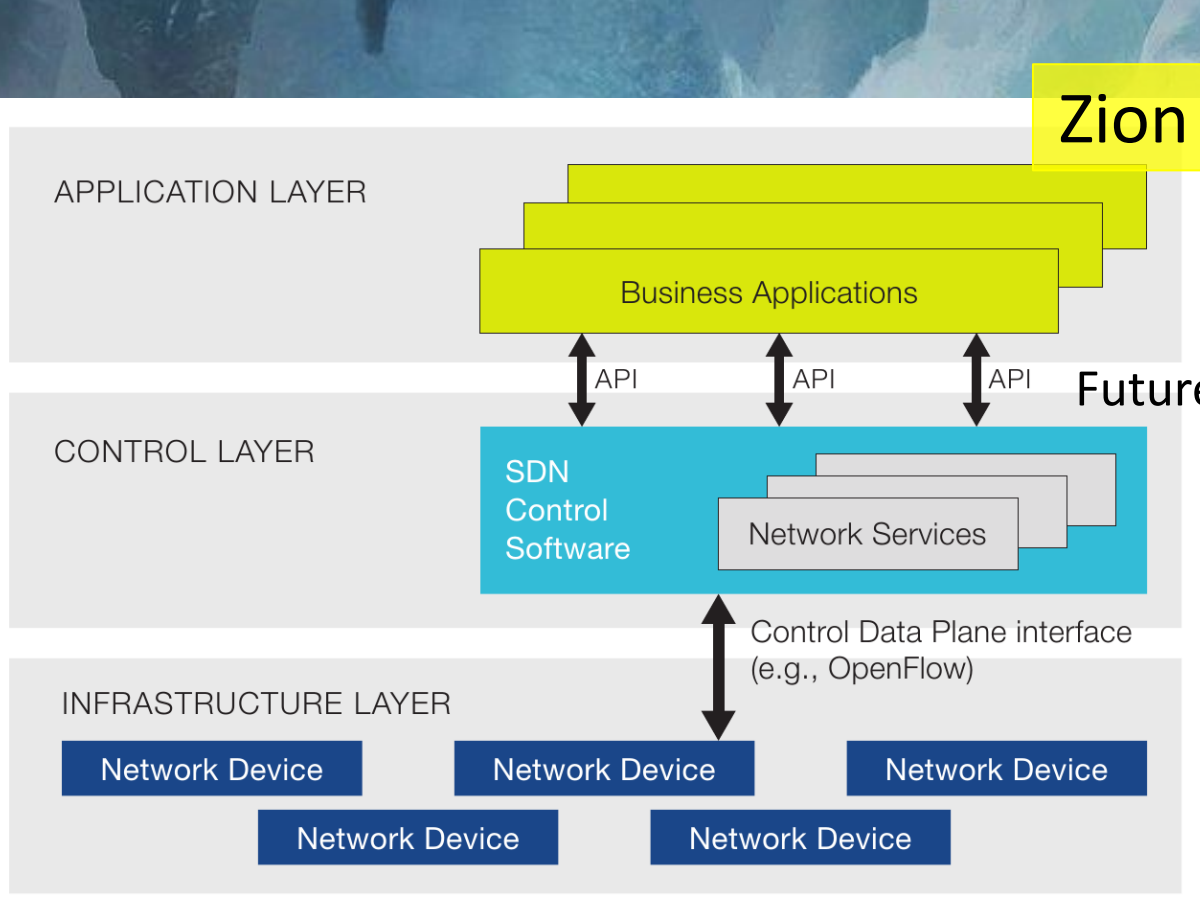 Zion
APPLICATION LAYER
Business Applications
API
API
API
Future
CONTROL LAYER
SDN
Control
Software
Network Services
Control Data Plane interface
(e.g., OpenFlow)
INFRASTRUCTURE LAYER
Network Device
Network Device
Network Device
Network Device
Network Device